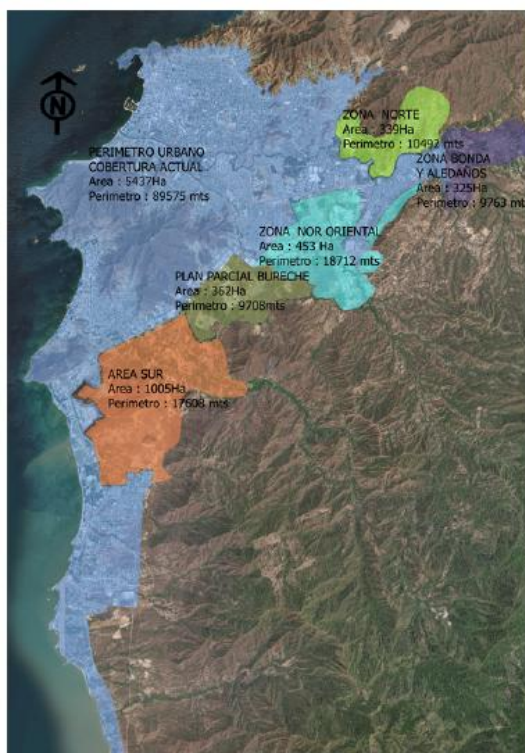 N
ZONA NORTE
Area : 339Ha
Perimetro : 10492 mts
PERIMETRO URBANO
COBERTURA ACTUAL
Area : 5437Ha
Perimetro : 89575 mts
ZONA BONDA
Y ALEDAÑOS
Area : 325Ha
Perimetro : 9763 mts
ZONA NOR ORIENTAL
Area : 453 Ha
Perimetro : 18712 mts
PLAN PARCIAL BURECHE
Area : 362Ha
Perimetro : 9708mts
AREA SUR
Area : 1005Ha
Perimetro : 17608 mts